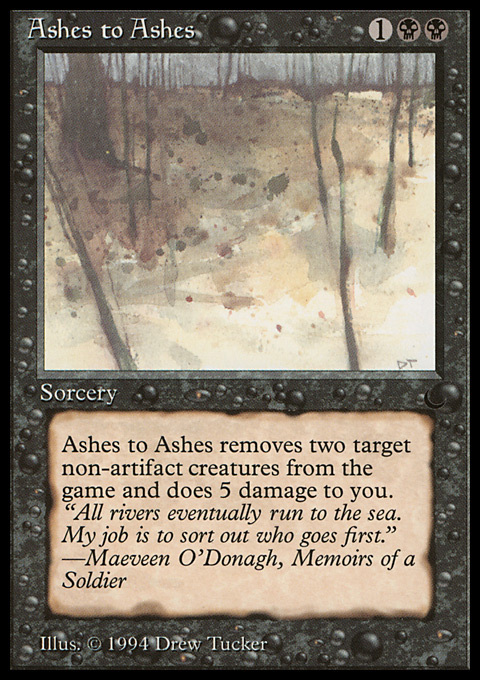 Ashes to Ashes 1
DT
Sorcery
Ashes to Ashes removes two target
non-artifact creatures from the
game and does 5 damage to you.
“All rivers eventually run to the sea.
My job is to sort out who goes first.”
—Maeveen O’Donagh, Memoirs of a
Soldier
Illus. © 1994 Drew Tucker